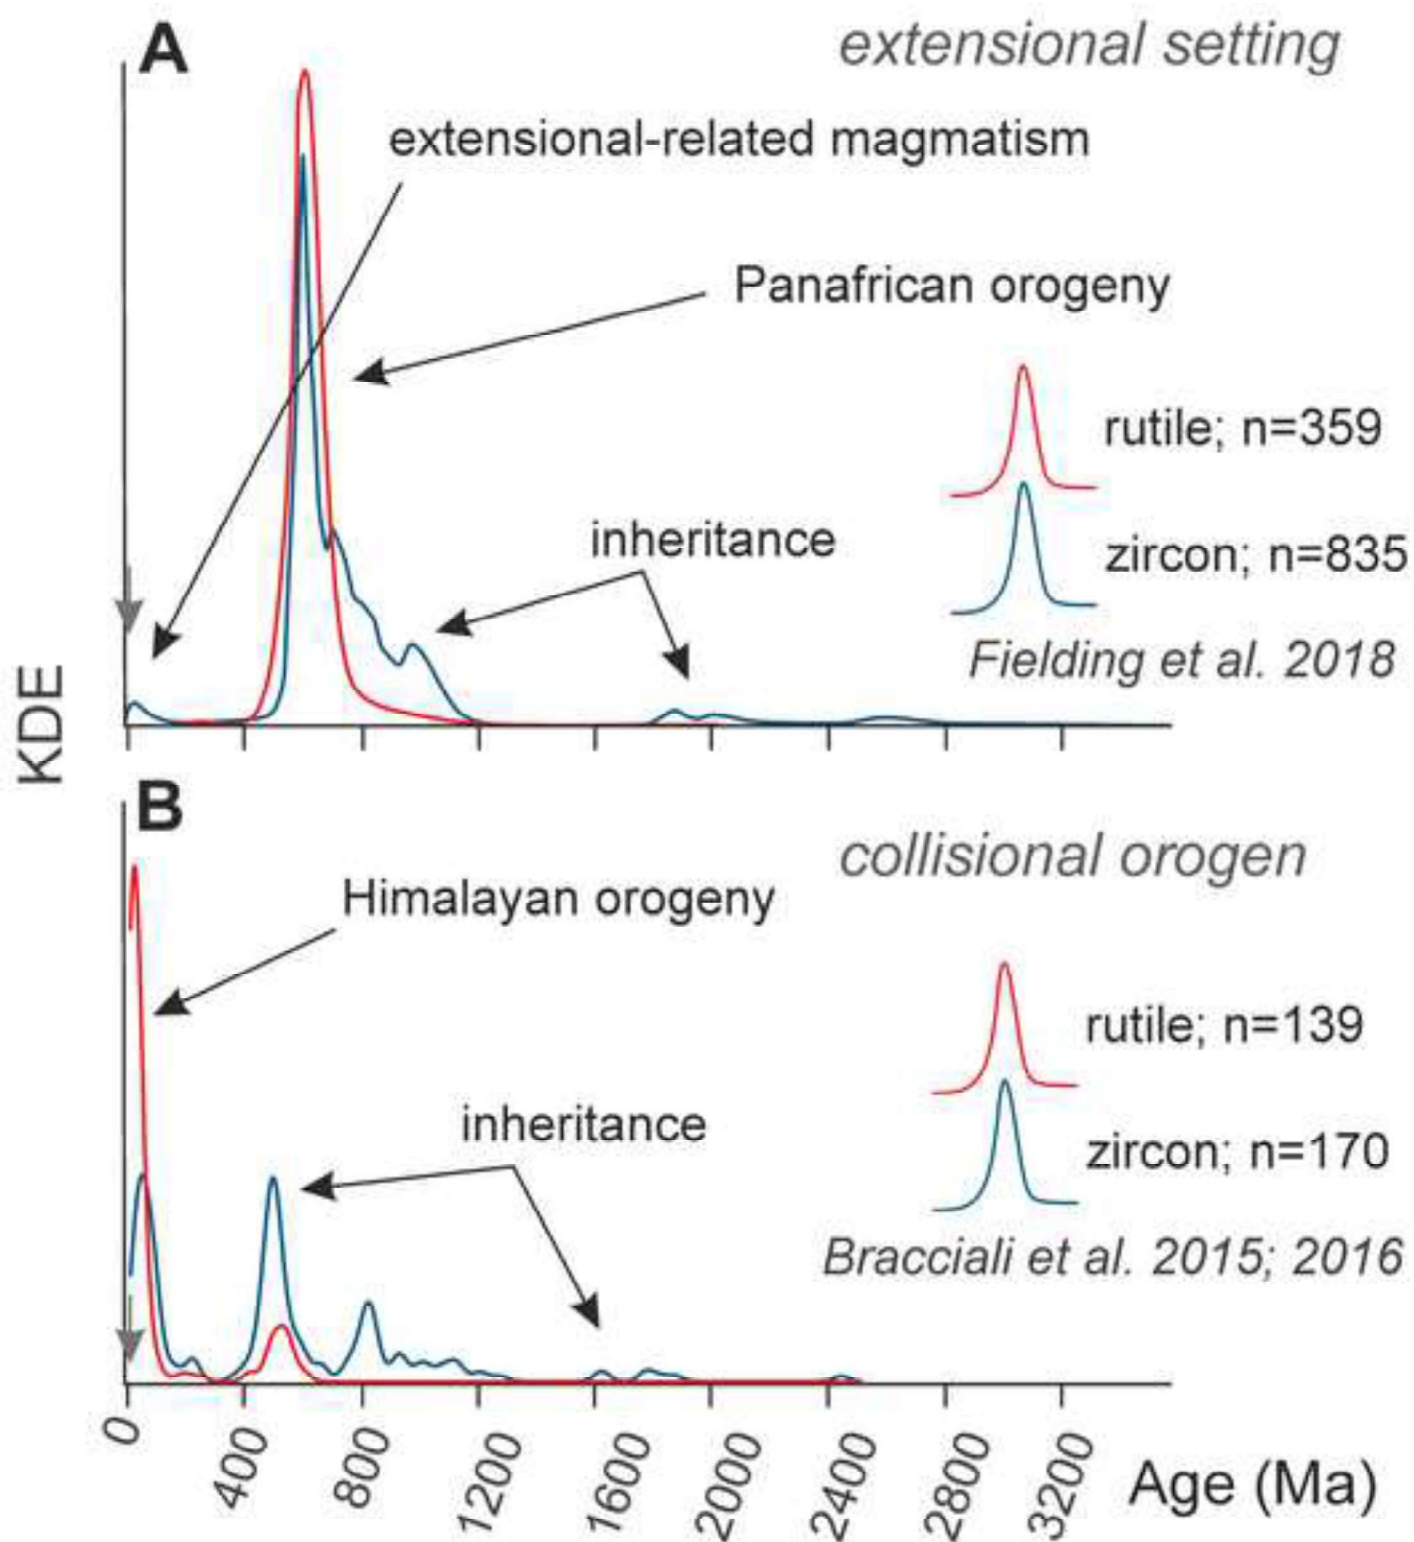 A
extensional setting
extensional-related magmatism
Panafrican orogeny
rutile; n=359
inheritance
zircon; n=835
Fielding et al. 2018
KDE
B
collisional orogen
Himalayan orogeny
rutile; n=139
inheritance
zircon; n=170
Bracciali et al. 2015; 2016
0 400 800 1200 1600 2000 2400 2800 3200 Age (Ma)